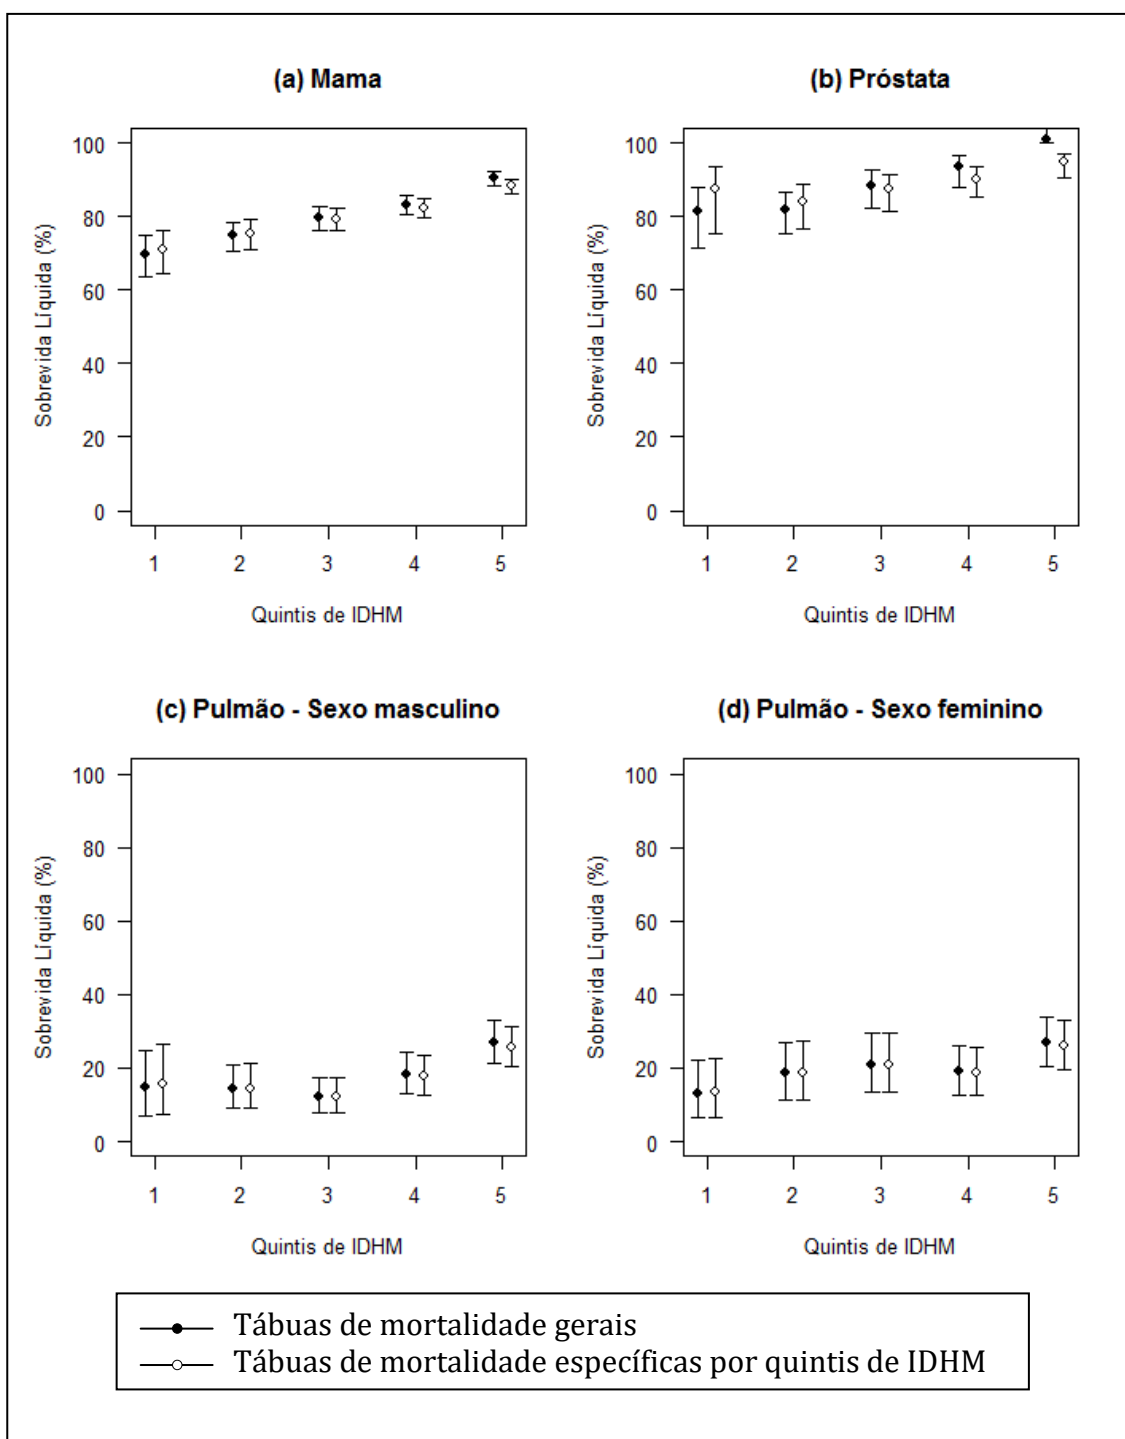 (a) Mama
Sobrevida Líquida (%)
100
80
60
40
20
0
1 2 3 4 5
Quintis de IDHM
(b) Próstata
Sobrevida Líquida (%)
100
80
60
40
20
0
1 2 3 4 5
Quintis de IDHM
(c) Pulmão - Sexo masculino
Sobrevida Líquida (%)
100
80
60
40
20
0
1 2 3 4 5
Quintis de IDHM
(d) Pulmão - Sexo feminino
Sobrevida Líquida (%)
100
80
60
40
20
0
1 2 3 4 5
Quintis de IDHM
Tábuas de mortalidade gerais
Tábuas de mortalidade específicas por quintis de IDHM